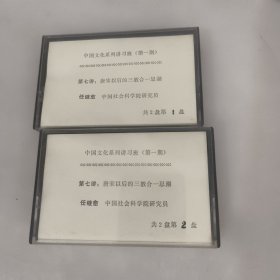 中国文化系列讲习班（第一期）
第七讲：唐宋以后的三教合一思潮
任继愈 中国社会科学院研究员
共2盘第1盘
中国文化系列讲习班（第一期）
第七讲：唐宋以后的三教合一思潮
任继愈 中国社会科学院研究员
共2盘第2盘